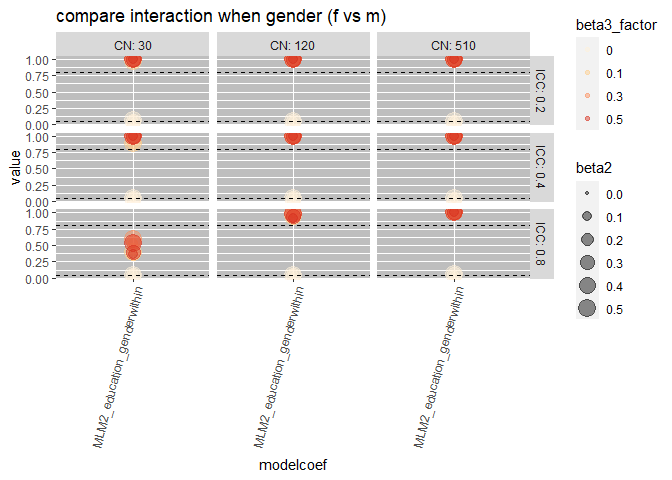 compare interaction when gender (f vs m)
CN: 30
CN: 120
CN: 510
1.00
0.75
0.50
0.25
0.00
ICC: 0.2
1.00
0.75
0.50
0.25
0.00
ICC: 0.4
1.00
0.75
0.50
0.25
0.00
ICC: 0.8
value
MLM2_education_genderwithin
MLM2_education_genderwithin
MLM2_education_genderwithin
modelcoef
beta3_factor
0
0.1
0.3
0.5
beta2
0.0
0.1
0.2
0.3
0.4
0.5